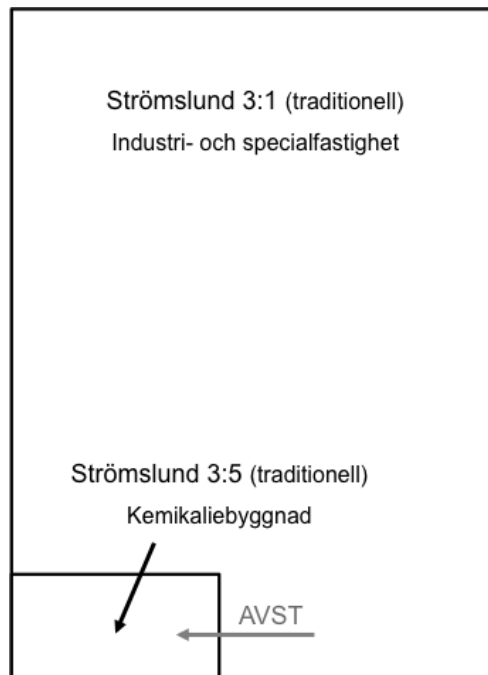 Strömslund 3:1 (traditionell)
Industri- och specialfastighet
Strömslund 3:5 (traditionell)
Kemikaliebyggnad
AVST